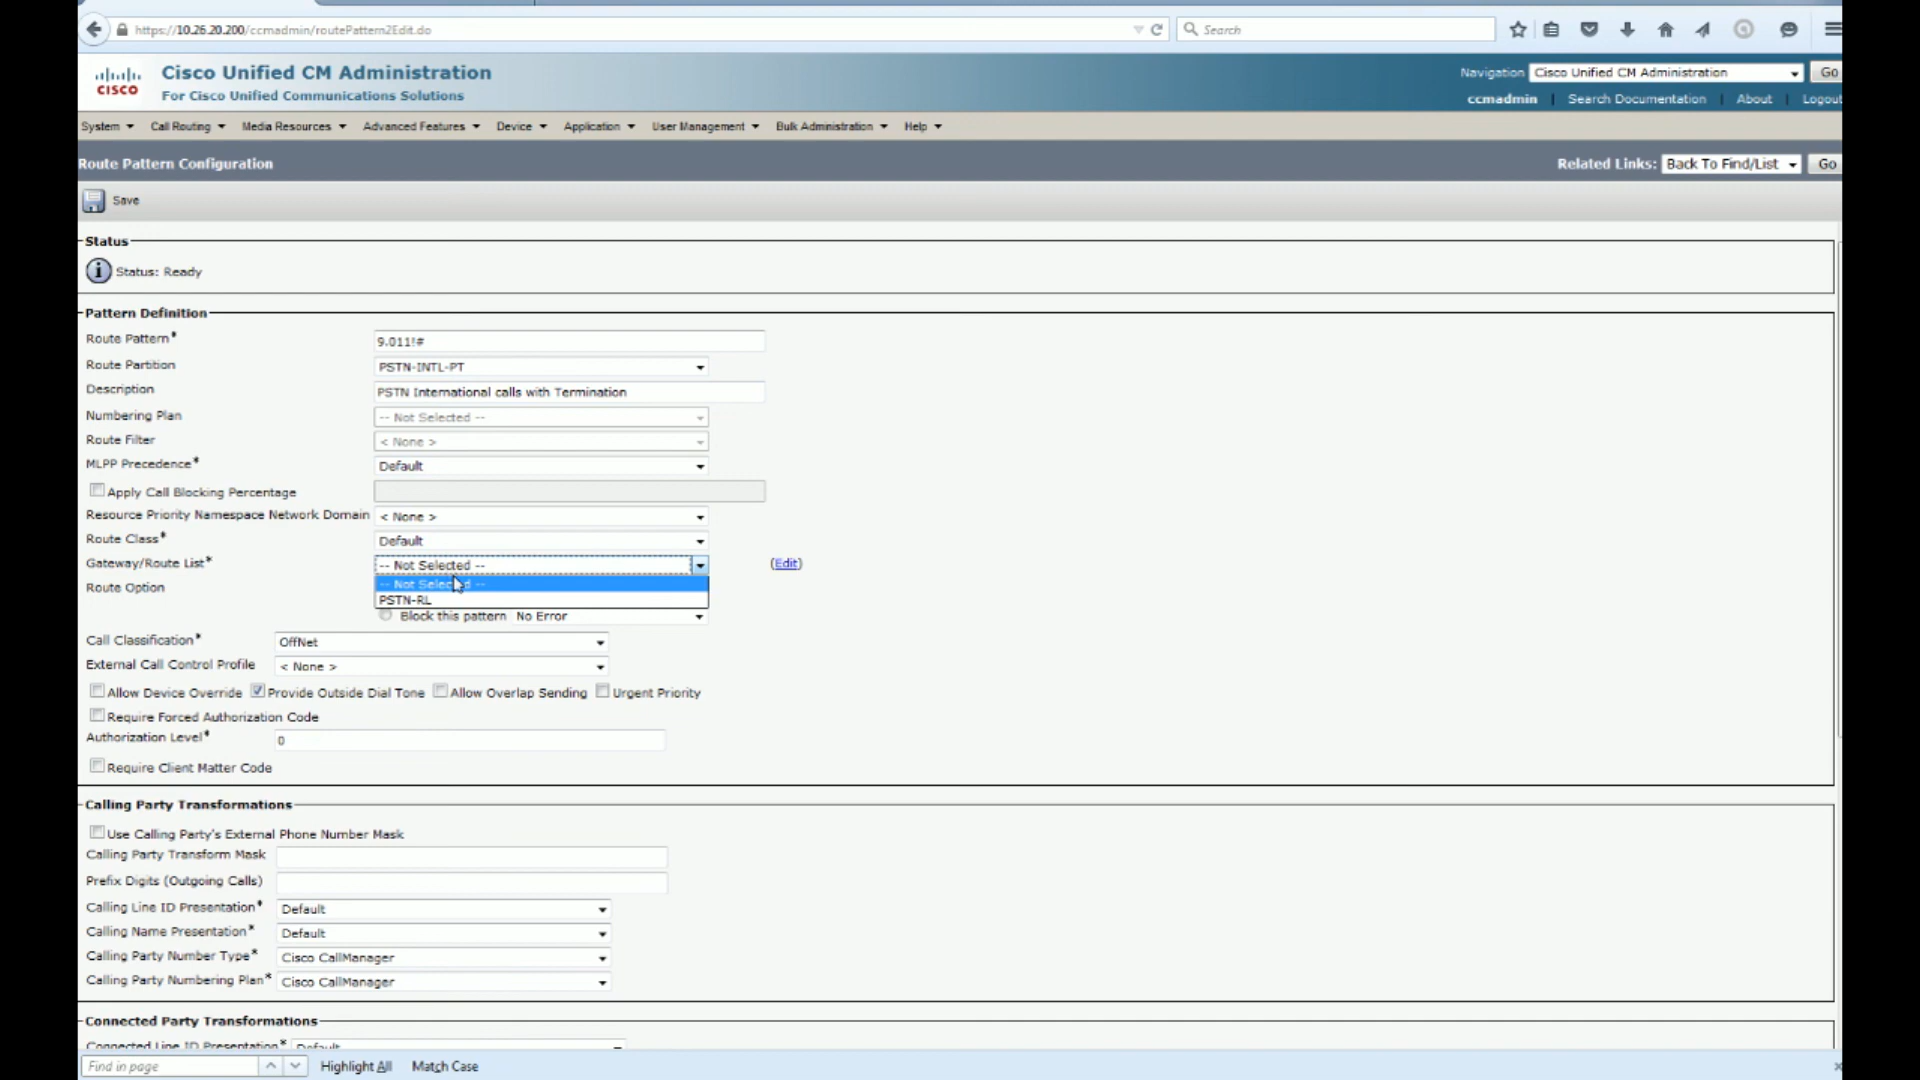 https://10.26.20.200/ccmadmin/routePattern2Edit.do
Search
CISCO
Cisco Unified CM Administration
For Cisco Unified Communications Solutions
Navigation Cisco Unified CM Administration Go
ccmadmin | Search Documentation | About | Logout
System Call Routing Media Resources Advanced Features Device Application User Management Bulk Administration Help
Route Pattern Configuration
Related Links: Back To Find/List Go
Save
Status
Status: Ready
Pattern Definition
Route Pattern* 9.011!#
Route Partition PSTN-INTL-PT
Description PSTN International calls with Termination
Numbering Plan -- Not Selected --
Route Filter < None >
MLPP Precedence* Default
Apply Call Blocking Percentage
Resource Priority Namespace Network Domain < None >
Route Class* Default
Gateway/Route List* -- Not Selected -- (Edit)
-- Not Selected --
Route Option
PSTN-RL
Block this pattern No Error
Call Classification* OffNet
External Call Control Profile < None >
Allow Device Override Provide Outside Dial Tone Allow Overlap Sending Urgent Priority
Require Forced Authorization Code
Authorization Level* 0
Require Client Matter Code
Calling Party Transformations
Use Calling Party's External Phone Number Mask
Calling Party Transform Mask
Prefix Digits (Outgoing Calls)
Calling Line ID Presentation* Default
Calling Name Presentation* Default
Calling Party Number Type* Cisco CallManager
Calling Party Numbering Plan* Cisco CallManager
Connected Party Transformations
Connected Line ID Presentation* Default
Find in page Highlight All Match Case